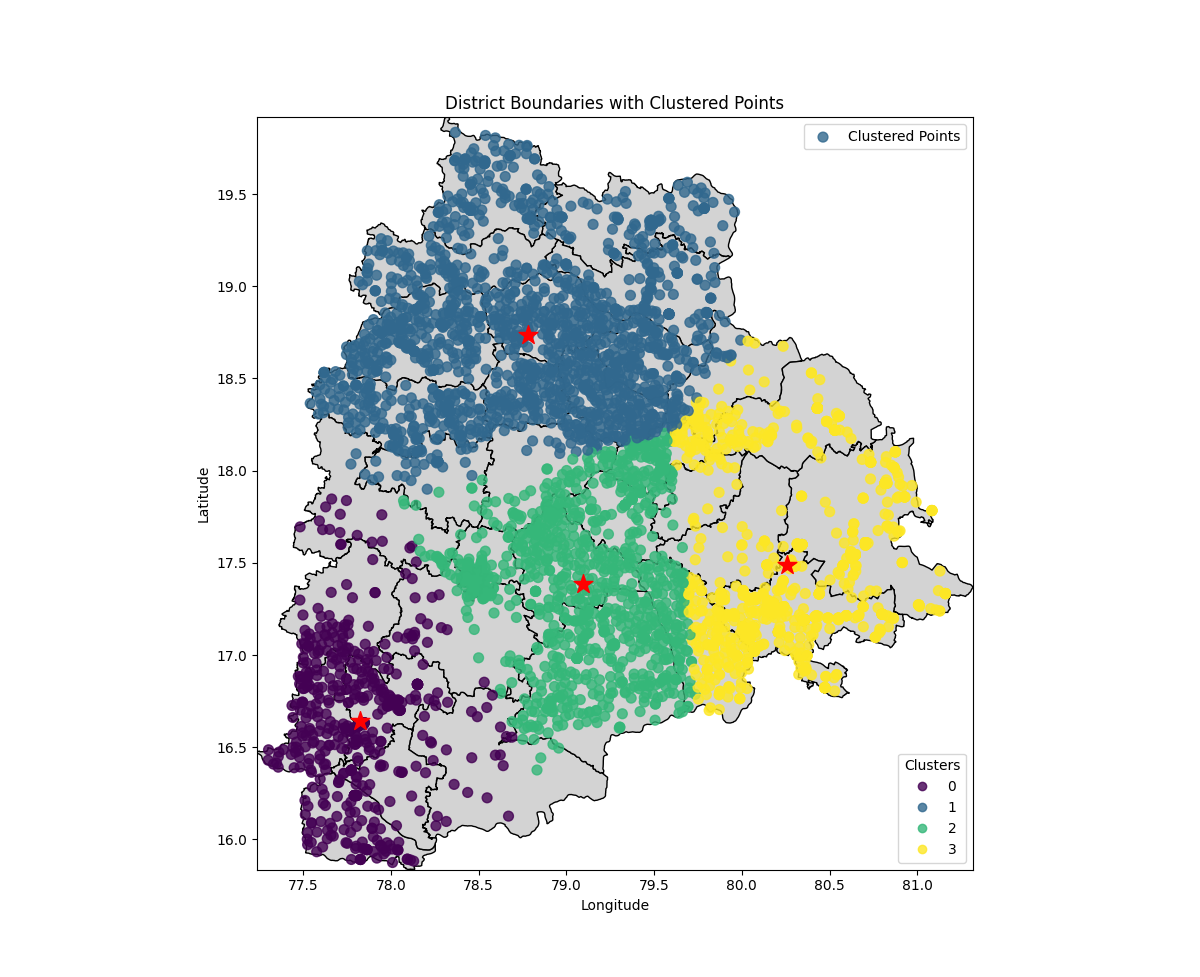 District Boundaries with Clustered Points
Clustered Points
19.5
19.0
18.5
18.0
17.5
17.0
16.5
16.0
Latitude
Clusters
0
1
2
3
77.5 78.0 78.5 79.0 79.5 80.0 80.5 81.0
Longitude